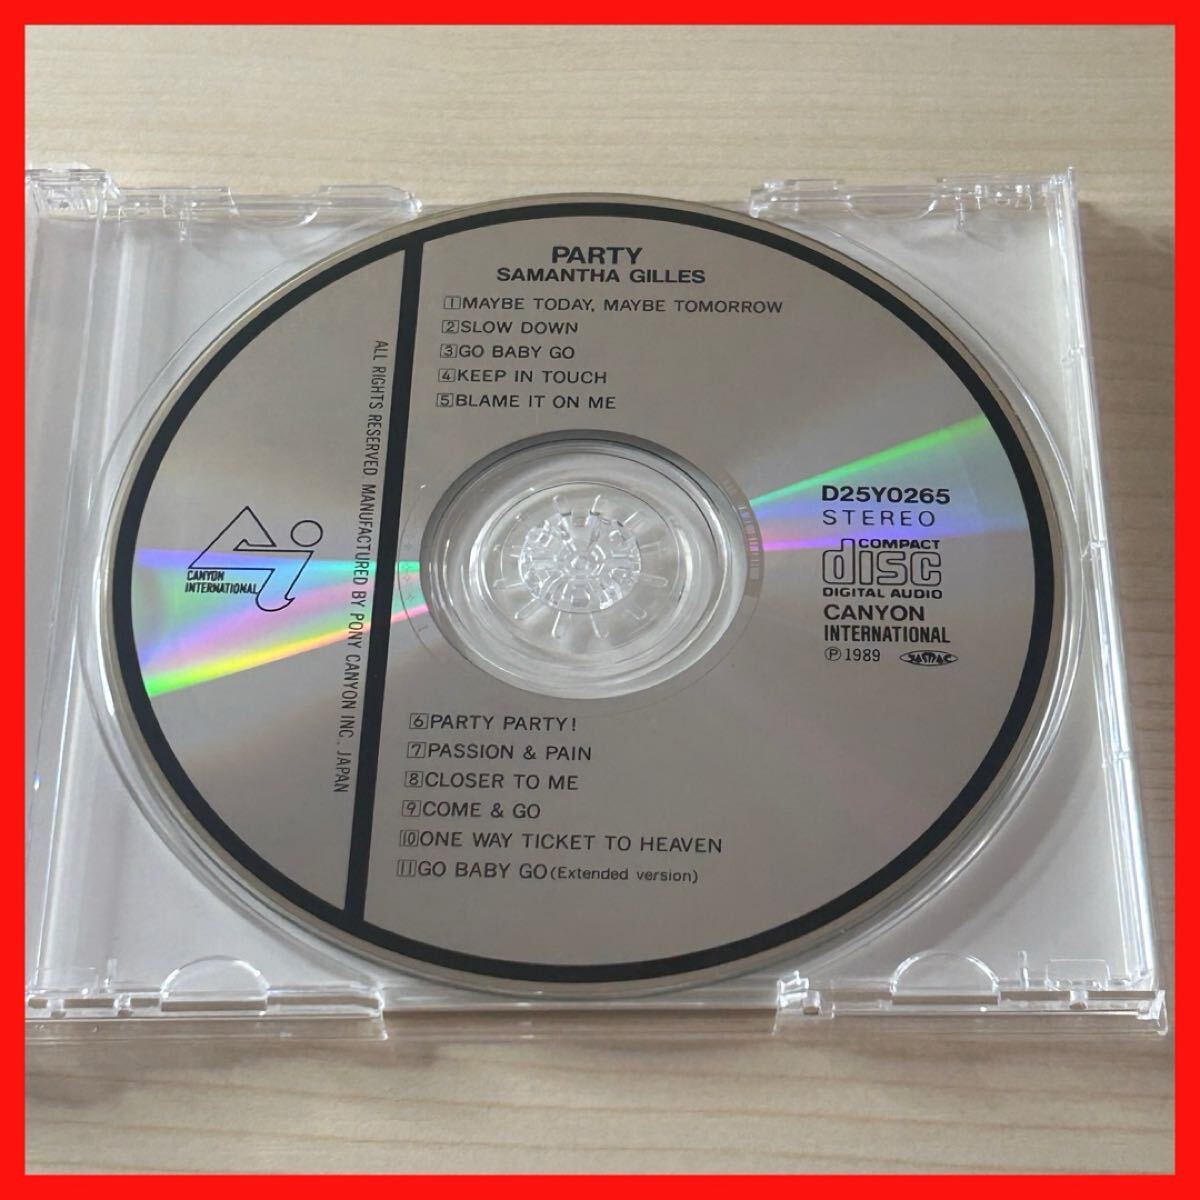 PARTY
SAMANTHA GILLES
1 MAYBE TODAY, MAYBE TOMORROW
2 SLOW DOWN
3 GO BABY GO
4 KEEP IN TOUCH
5 BLAME IT ON ME
D25Y0265
STEREO
COMPACT
disc
DIGITAL AUDIO
CANYON
INTERNATIONAL
Ⓟ1989 JASRAC
6 PARTY PARTY!
7 PASSION & PAIN
8 CLOSER TO ME
9 COME & GO
10 ONE WAY TICKET TO HEAVEN
11 GO BABY GO (Extended version)
CANYON
INTERNATIONAL
ALL RIGHTS RESERVED. MANUFACTURED BY PONY CANYON INC., JAPAN